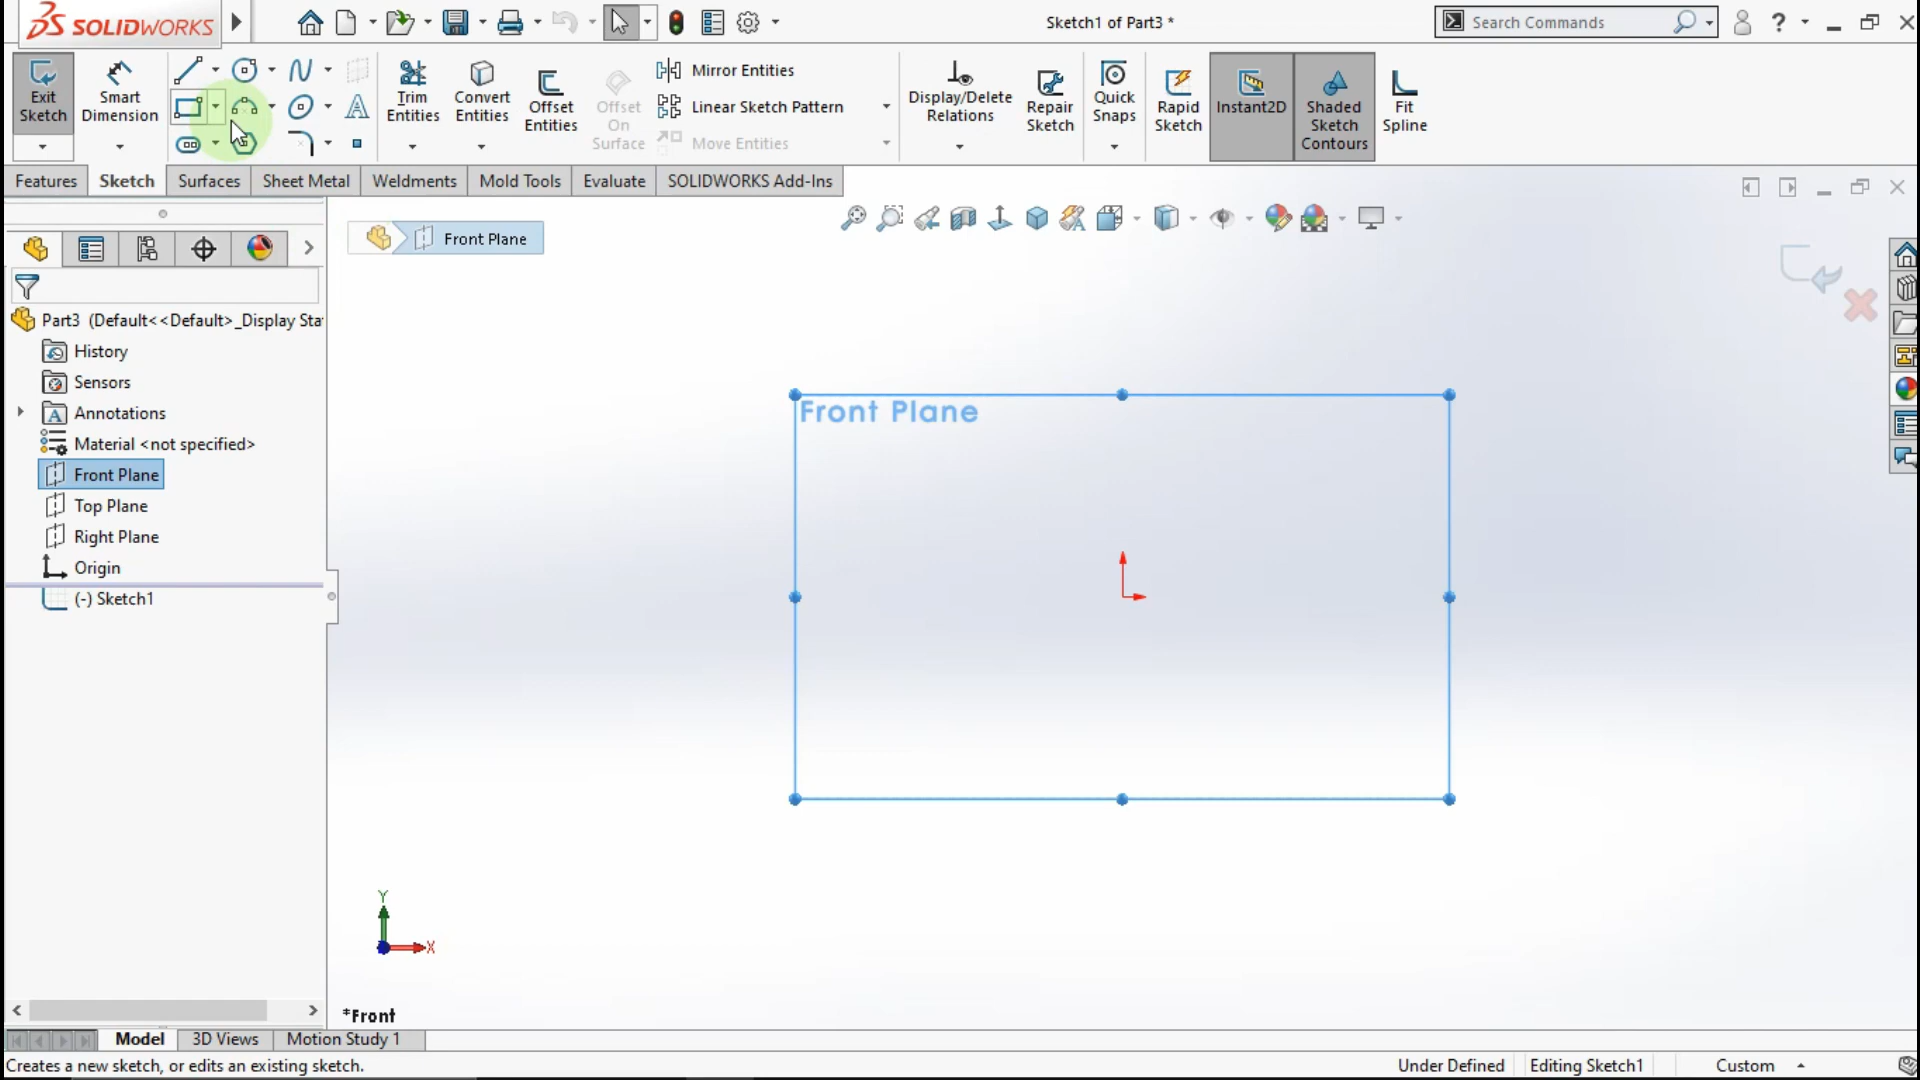 SOLIDWORKS
Sketch1 of Part3 *
Search Commands
?
Exit Sketch
Smart Dimension
Trim Entities
Convert Entities
Offset Entities
Offset On Surface
Mirror Entities
Linear Sketch Pattern
Move Entities
Display/Delete Relations
Repair Sketch
Quick Snaps
Rapid Sketch
Instant2D
Shaded Sketch Contours
Fit Spline
Features
Sketch
Surfaces
Sheet Metal
Weldments
Mold Tools
Evaluate
SOLIDWORKS Add-Ins
Front Plane
Part3 (Default<<Default>_Display Sta
History
Sensors
Annotations
Material <not specified>
Front Plane
Top Plane
Right Plane
Origin
(-) Sketch1
Front Plane
Y
X
*Front
Model
3D Views
Motion Study 1
Creates a new sketch, or edits an existing sketch.
Under Defined
Editing Sketch1
Custom